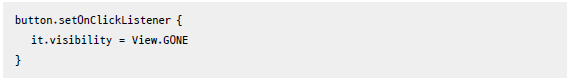 button.setOnClickListener {
it.visibility = View.GONE
}